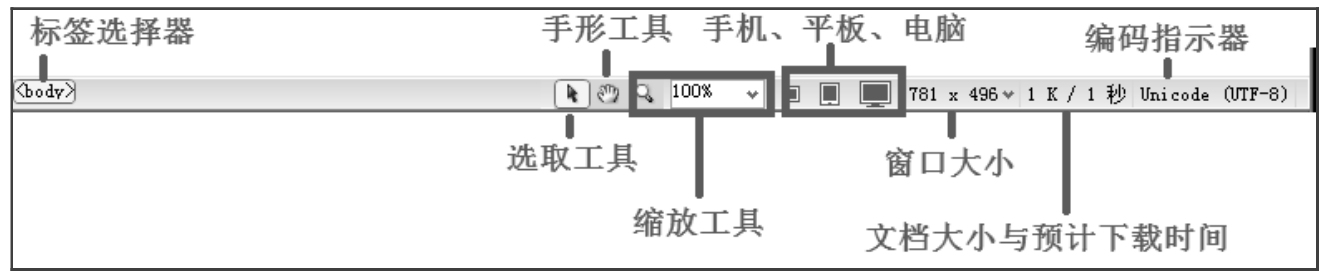 标签选择器
手形工具 手机、平板、电脑
编码指示器
<body> 100% 781 x 496 1 K / 1 秒 Unicode (UTF-8)
选取工具
窗口大小
缩放工具
文档大小与预计下载时间